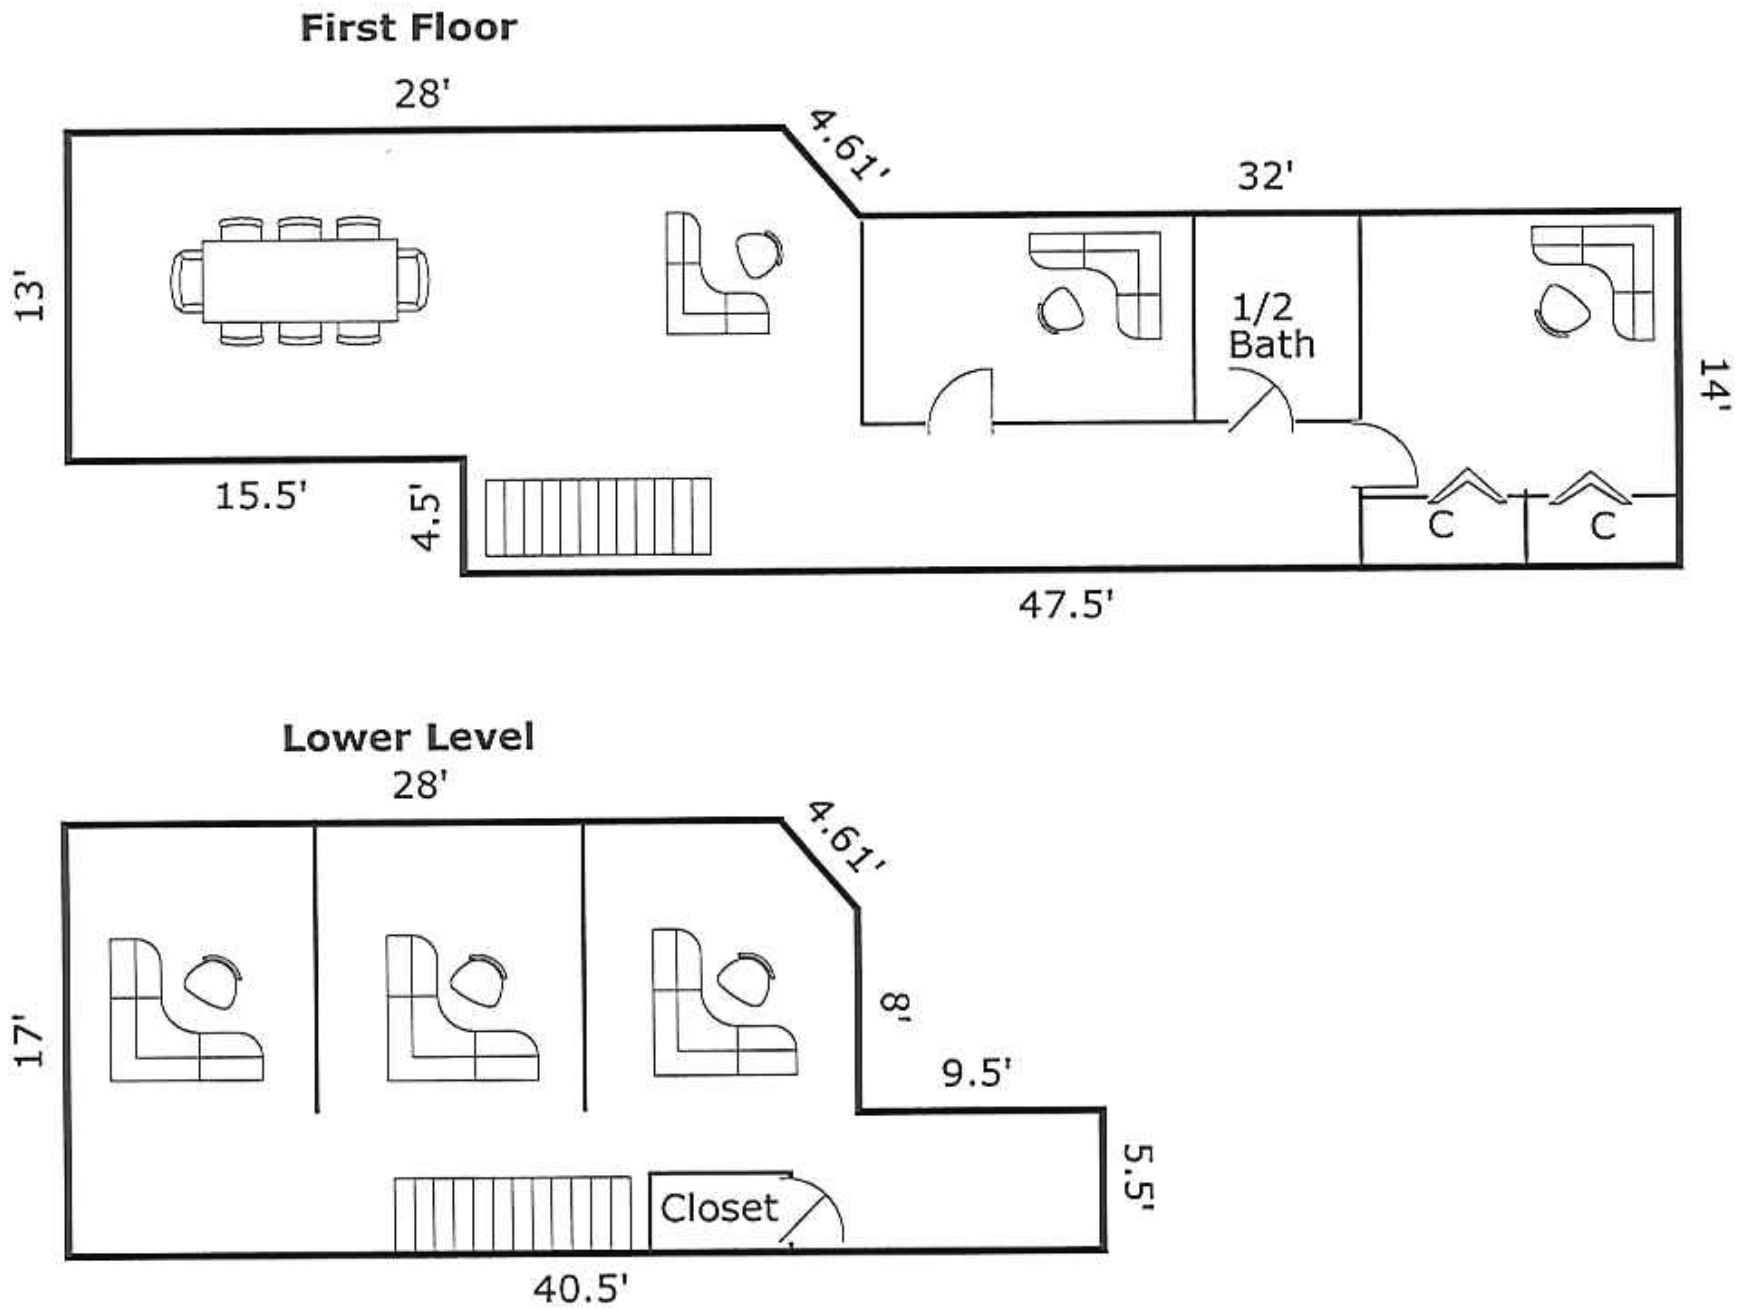 First Floor
28'
4.61'
32'
13'
1/2
Bath
14'
15.5'
4.5'
C
C
47.5'
Lower Level
28'
4.61'
17'
8'
9.5'
5.5'
Closet
40.5'